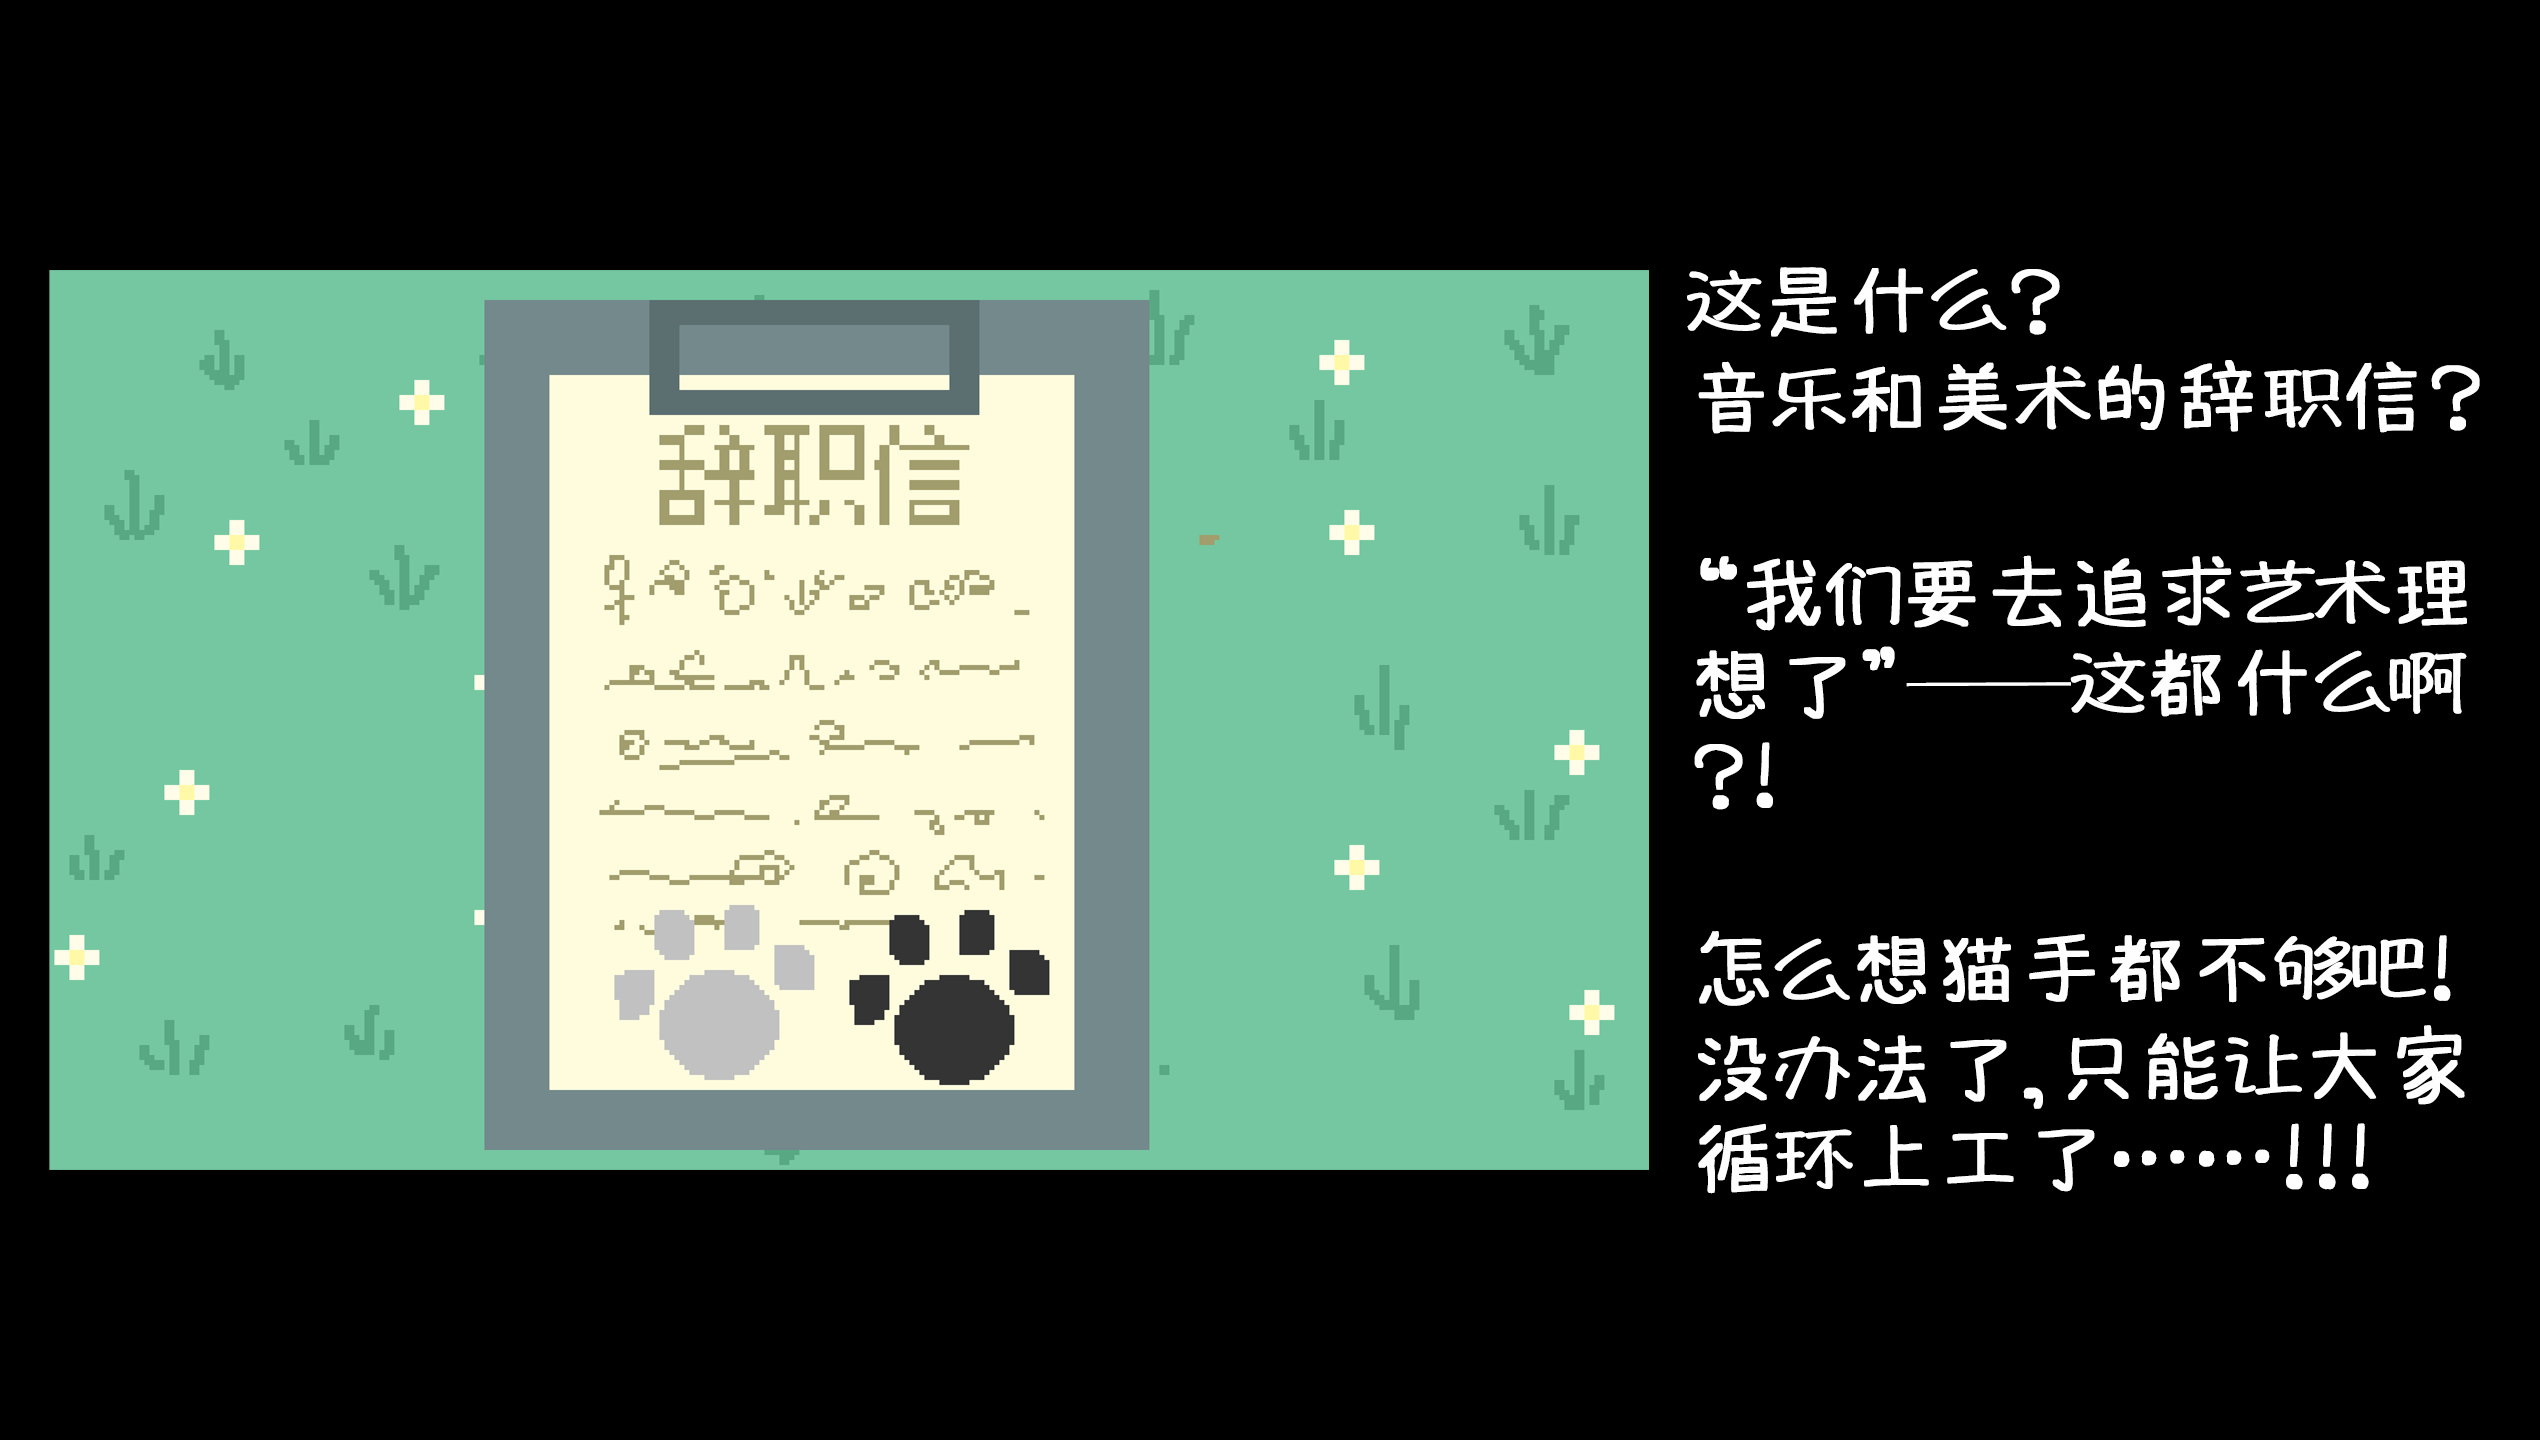 辞职信
这是什么?
音乐和美术的辞职信?
“我们要去追求艺术理
想了”——这都什么啊
?!
怎么想猫手都不够吧!
没办法了,只能让大家
循环上工了……!!!